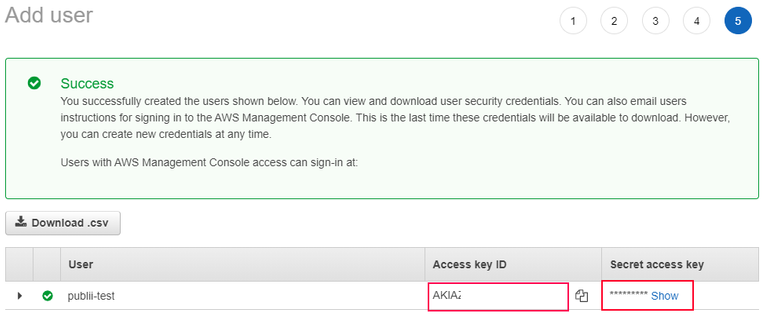 Add user
1 2 3 4 5
Success
You successfully created the users shown below. You can view and download user security credentials. You can also email users
instructions for signing in to the AWS Management Console. This is the last time these credentials will be available to download. However,
you can create new credentials at any time.
Users with AWS Management Console access can sign-in at:
Download .csv
User Access key ID Secret access key
publii-test AKIAZ ********* Show